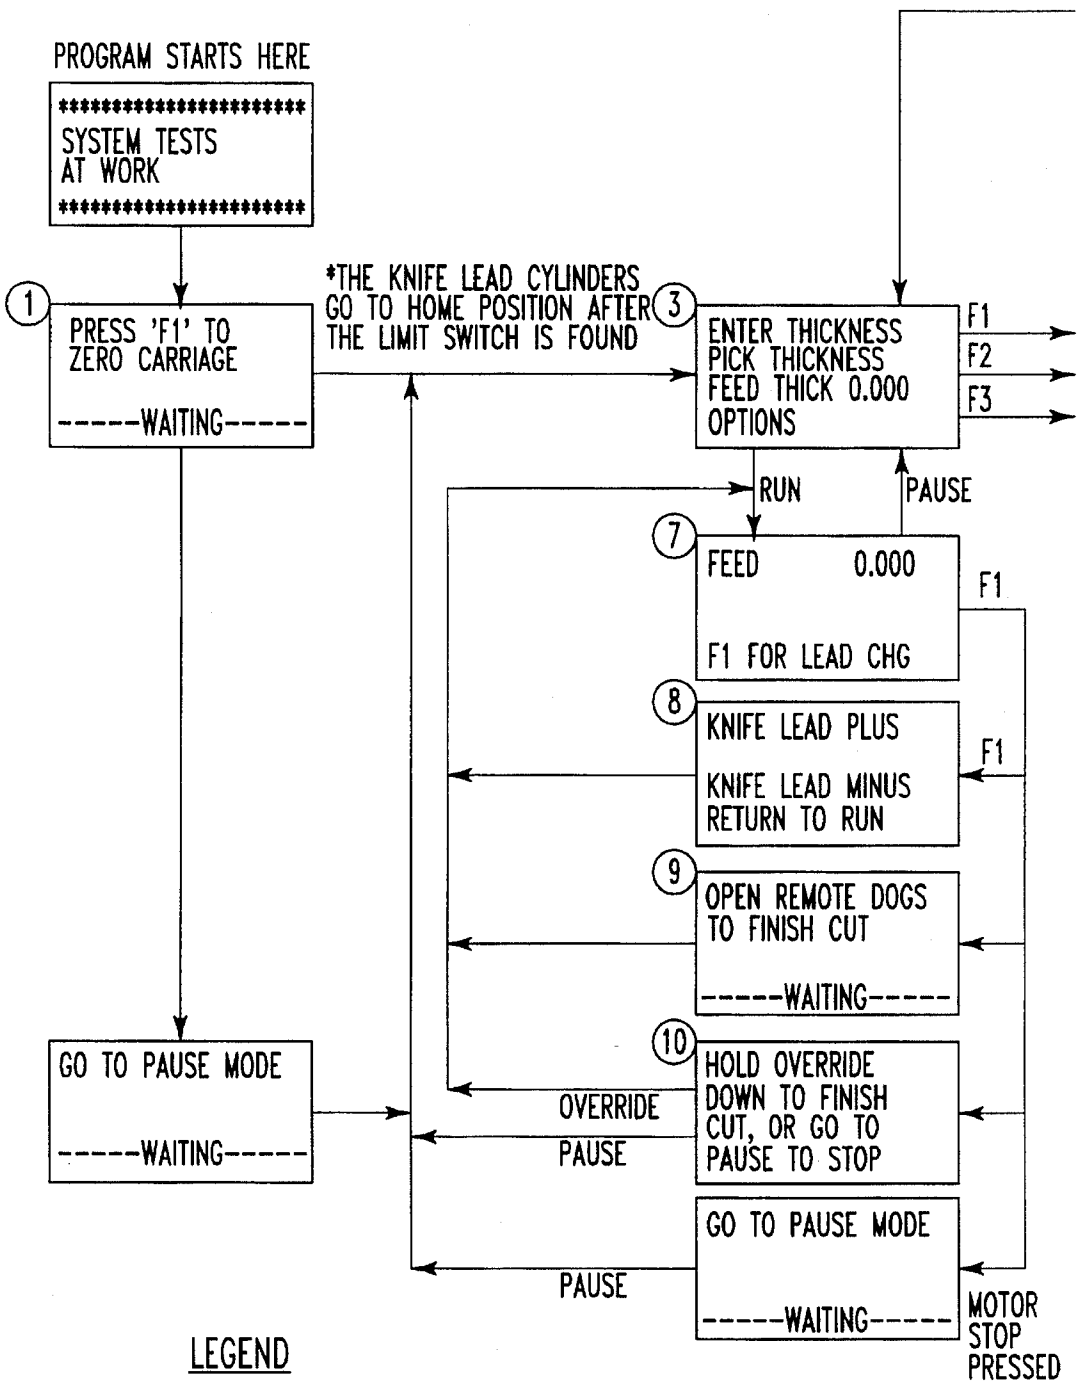 PROGRAM STARTS HERE
***********************
SYSTEM TESTS
AT WORK
***********************
1
PRESS 'F1' TO
ZERO CARRIAGE
-----WAITING-----
*THE KNIFE LEAD CYLINDERS
GO TO HOME POSITION AFTER
THE LIMIT SWITCH IS FOUND
3
ENTER THICKNESS
PICK THICKNESS
FEED THICK 0.000
OPTIONS
F1
F2
F3
RUN
PAUSE
7
FEED 0.000
F1 FOR LEAD CHG
F1
8
KNIFE LEAD PLUS
KNIFE LEAD MINUS
RETURN TO RUN
F1
9
OPEN REMOTE DOGS
TO FINISH CUT
-----WAITING-----
10
HOLD OVERRIDE
DOWN TO FINISH
CUT, OR GO TO
PAUSE TO STOP
OVERRIDE
PAUSE
GO TO PAUSE MODE
-----WAITING-----
GO TO PAUSE MODE
-----WAITING-----
PAUSE
MOTOR
STOP
PRESSED
LEGEND